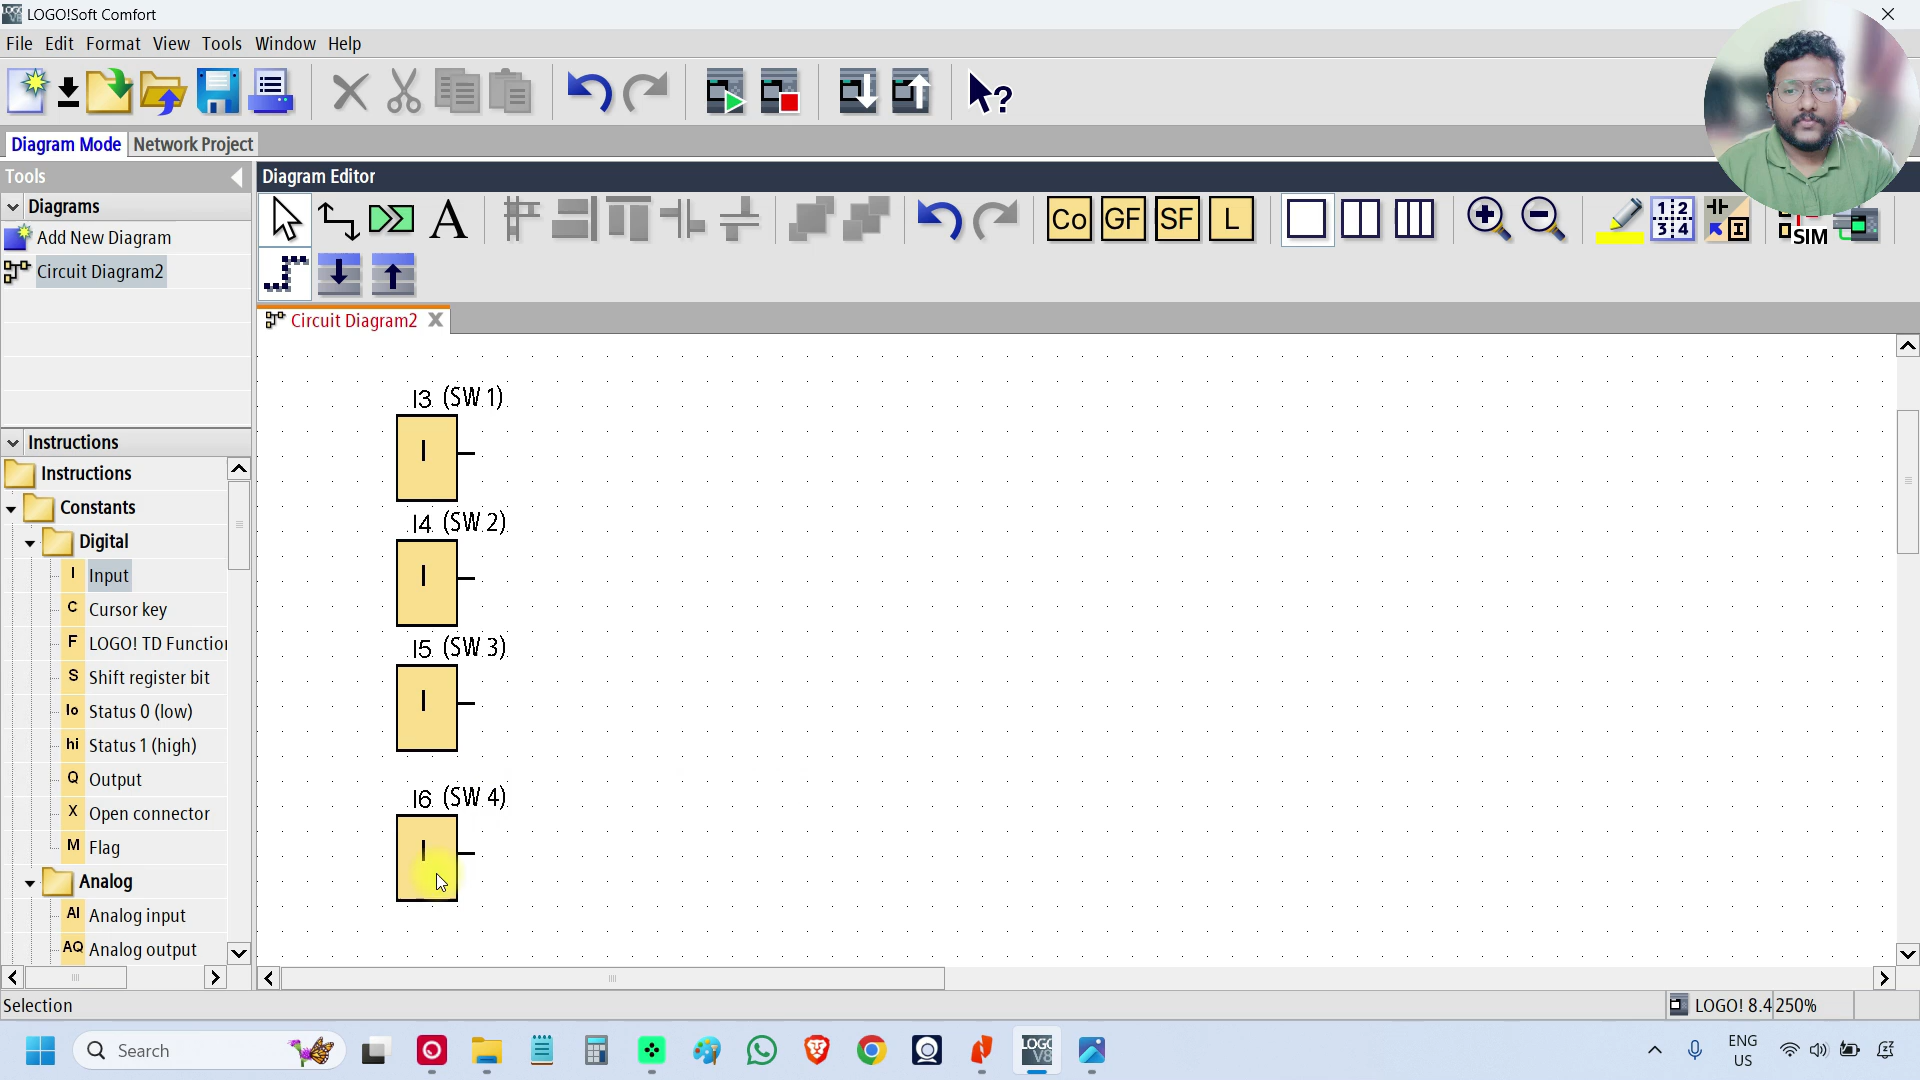 LOGO!Soft Comfort
File Edit Format View Tools Window Help
Diagram Mode Network Project
Tools
Diagrams
Add New Diagram
Circuit Diagram2
Instructions
Instructions
Constants
Digital
I Input
C Cursor key
F LOGO! TD Function
S Shift register bit
lo Status 0 (low)
hi Status 1 (high)
Q Output
X Open connector
M Flag
Analog
AI Analog input
AQ Analog output
Diagram Editor
A Co GF SF L 1 2 3 4 I SIM
Circuit Diagram2
I3 (SW 1)
I
I4 (SW 2)
I
I5 (SW 3)
I
I6 (SW 4)
I
Selection
LOGO! 8.4 250%
Search
LOGO V8
ENG
US